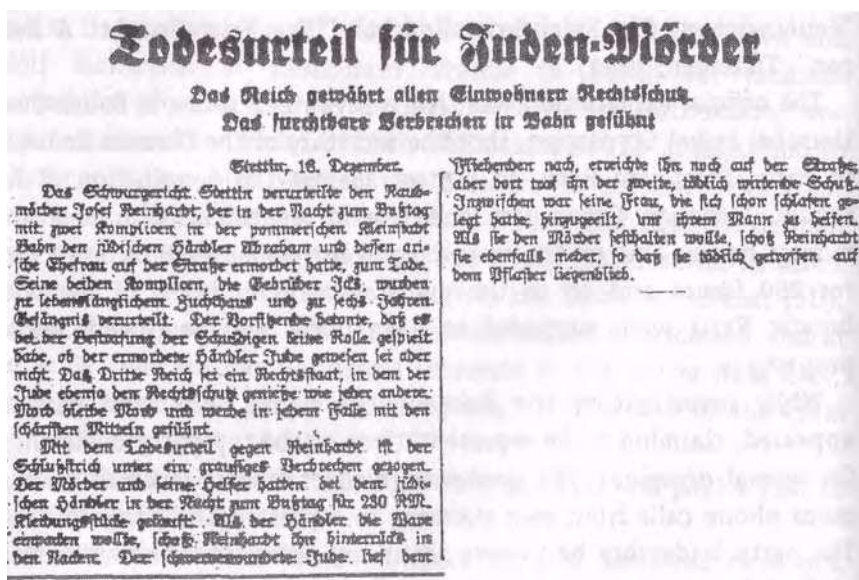 Todesurteil für Juden-Mörder
Das Reich gewährt allen Einwohnern Rechtsschutz.
Das furchtbare Verbrechen in Bahn gesühnt
Stettin, 16. Dezember.
Das Schwurgericht Stettin verurteilte den Raub-
mörder Josef Reinhardt, der in der Nacht zum Bußtag
mit zwei Komplicen in der pommerschen Kleinstadt
Bahn den jüdischen Händler Abraham und dessen ari-
sche Ehefrau auf der Straße ermordet hatte, zum Tode.
Seine beiden Komplicen, die Gebrüder wurden
zu lebenslänglichem Zuchthaus und zu sechs Jahren
Gefängnis verurteilt. Der Vorsitzende betonte, daß es
bei der Bestrafung der Schuldigen keine Rolle gespielt
habe, ob der ermordete Händler Jude gewesen sei oder
nicht. Das Dritte Reich sei ein Rechtsstaat, in dem der
Jude ebenso den Rechtsschutz genieße wie jeder andere.
Mord bleibe Mord und werde in jedem Falle mit den
schärfsten Mitteln gesühnt.
Mit dem Todesurteil gegen Reinhardt ist der
Schlußstrich unter ein grausiges Verbrechen gezogen.
Der Mörder und seine Helfer hatten bei dem jüdi-
schen Händler in der Nacht zum Bußtag für 230 RM.
Kleidungsstücke gekauft. Als der Händler die Ware
einpacken wollte, schoß Reinhardt ihn hinterrücks in
den Nacken. Der schwerverwundete Jude lief den
Fliehenden nach, erreichte ihn noch auf der Straße,
aber dort traf ihn der zweite, tödlich wirkende Schuß.
Inzwischen war seine Frau, die sich schon schlafen ge-
legt hatte, hinzugeeilt, um ihrem Mann zu helfen.
Als sie den Mörder festhalten wollte, schoß Reinhardt
sie ebenfalls nieder, so daß sie tödlich getroffen auf
dem Pflaster liegenblieb.